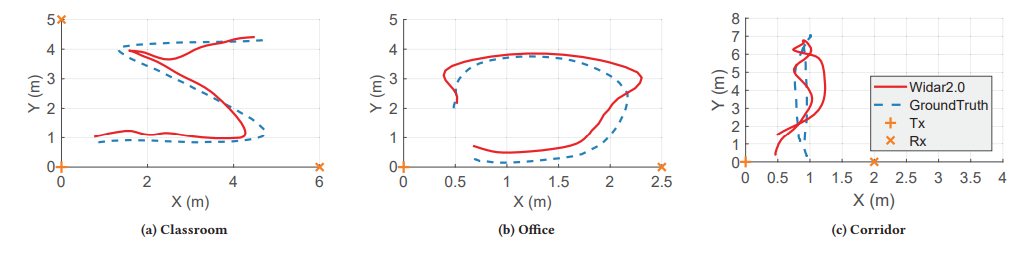 5
4
3
2
1
0
0 2 4 6
Y (m)
X (m)
(a) Classroom
5
4
3
2
1
0
0 0.5 1 1.5 2 2.5
Y (m)
X (m)
(b) Office
8
7
6
5
4
3
2
1
0
0 0.5 1 1.5 2 2.5 3 3.5 4
Y (m)
X (m)
Widar2.0
GroundTruth
Tx
Rx
(c) Corridor